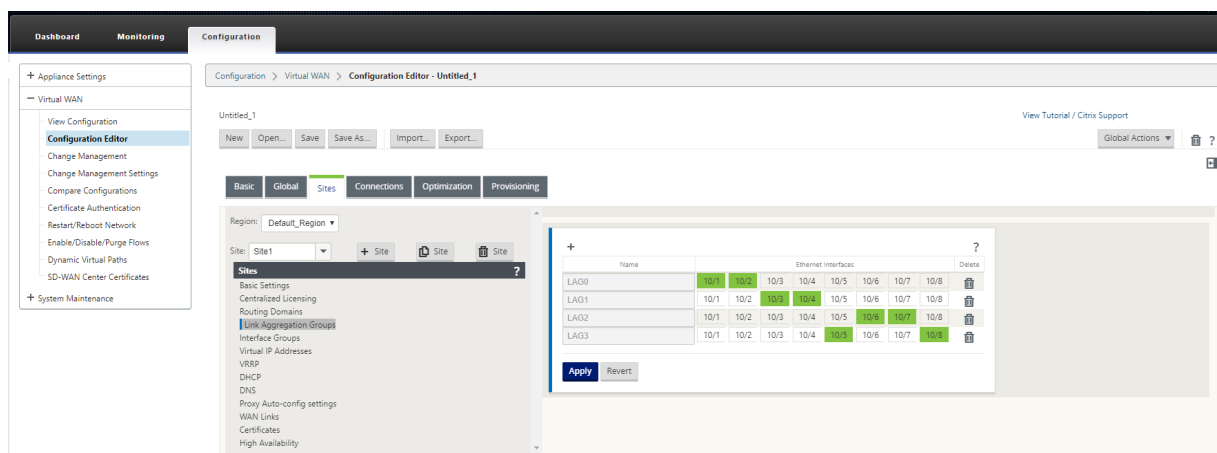 Dashboard Monitoring Configuration
+ Appliance Settings
− Virtual WAN
View Configuration
Configuration Editor
Change Management
Change Management Settings
Compare Configurations
Certificate Authentication
Restart/Reboot Network
Enable/Disable/Purge Flows
Dynamic Virtual Paths
SD-WAN Center Certificates
+ System Maintenance
Configuration > Virtual WAN > Configuration Editor - Untitled_1
Untitled_1 View Tutorial / Citrix Support
New Open... Save Save As... Import... Export... Global Actions ▼ ?
Basic Global Sites Connections Optimization Provisioning
Region: Default_Region ▾
Site: Site1 + Site Site Site
Sites ?
Basic Settings
Centralized Licensing
Routing Domains
Link Aggregation Groups
Interface Groups
Virtual IP Addresses
VRRP
DHCP
DNS
Proxy Auto-config settings
WAN Links
Certificates
High Availability
+ ?
Name Ethernet Interfaces Delete
LAG0 10/1 10/2 10/3 10/4 10/5 10/6 10/7 10/8
LAG1 10/1 10/2 10/3 10/4 10/5 10/6 10/7 10/8
LAG2 10/1 10/2 10/3 10/4 10/5 10/6 10/7 10/8
LAG3 10/1 10/2 10/3 10/4 10/5 10/6 10/7 10/8
Apply Revert